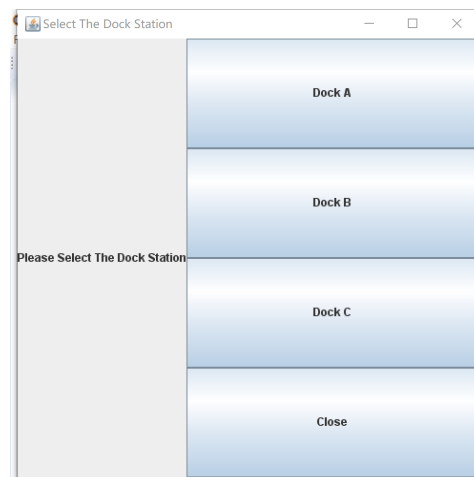 Select The Dock Station
Dock A
Dock B
Please Select The Dock Station
Dock C
Close